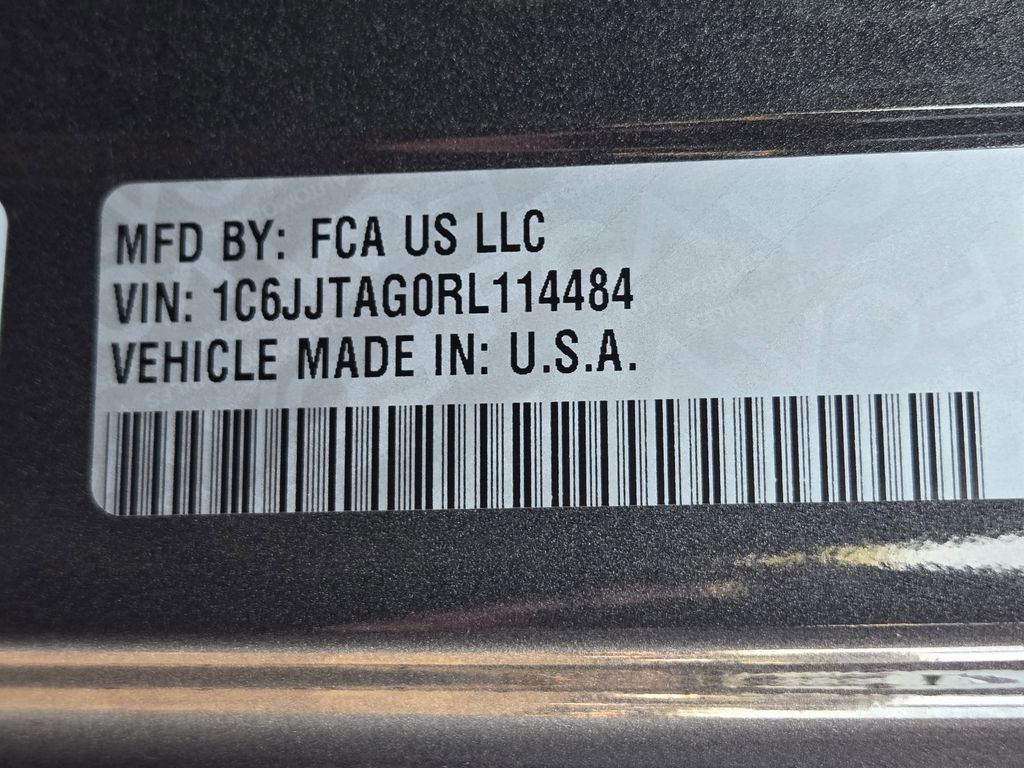 MFD BY: FCA US LLC
VIN: 1C6JJTAG0RL114484
VEHICLE MADE IN: U.S.A.